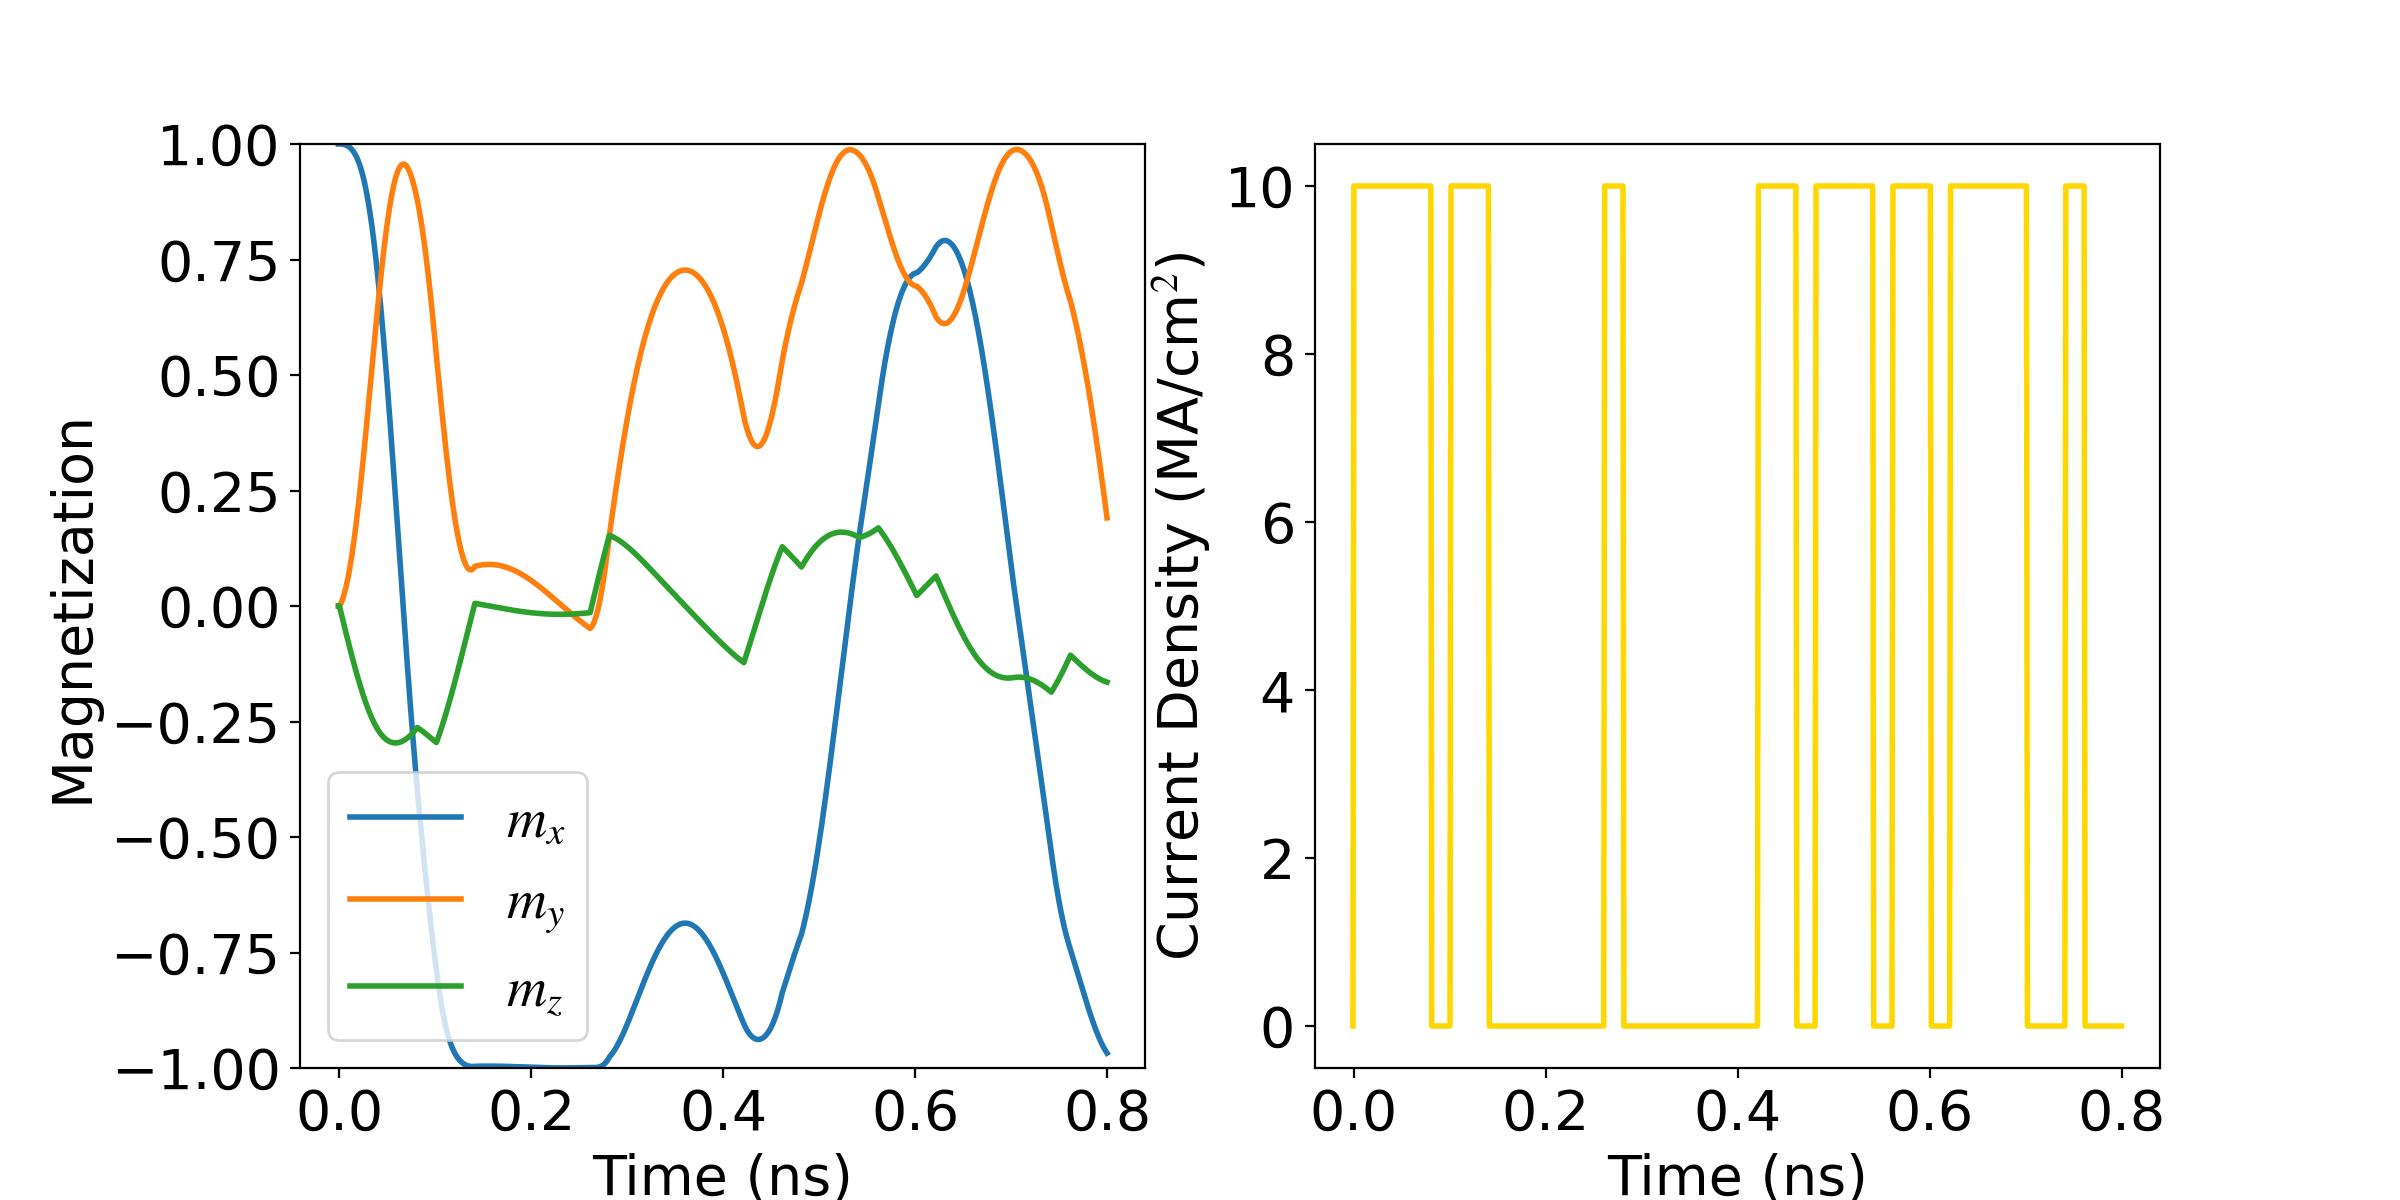 Magnetization
1.00
0.75
0.50
0.25
0.00
−0.25
−0.50
−0.75
−1.00
m_x
m_y
m_z
0.0 0.2 0.4 0.6 0.8
Time (ns)
Current Density (MA/cm²)
10
8
6
4
2
0
0.0 0.2 0.4 0.6 0.8
Time (ns)